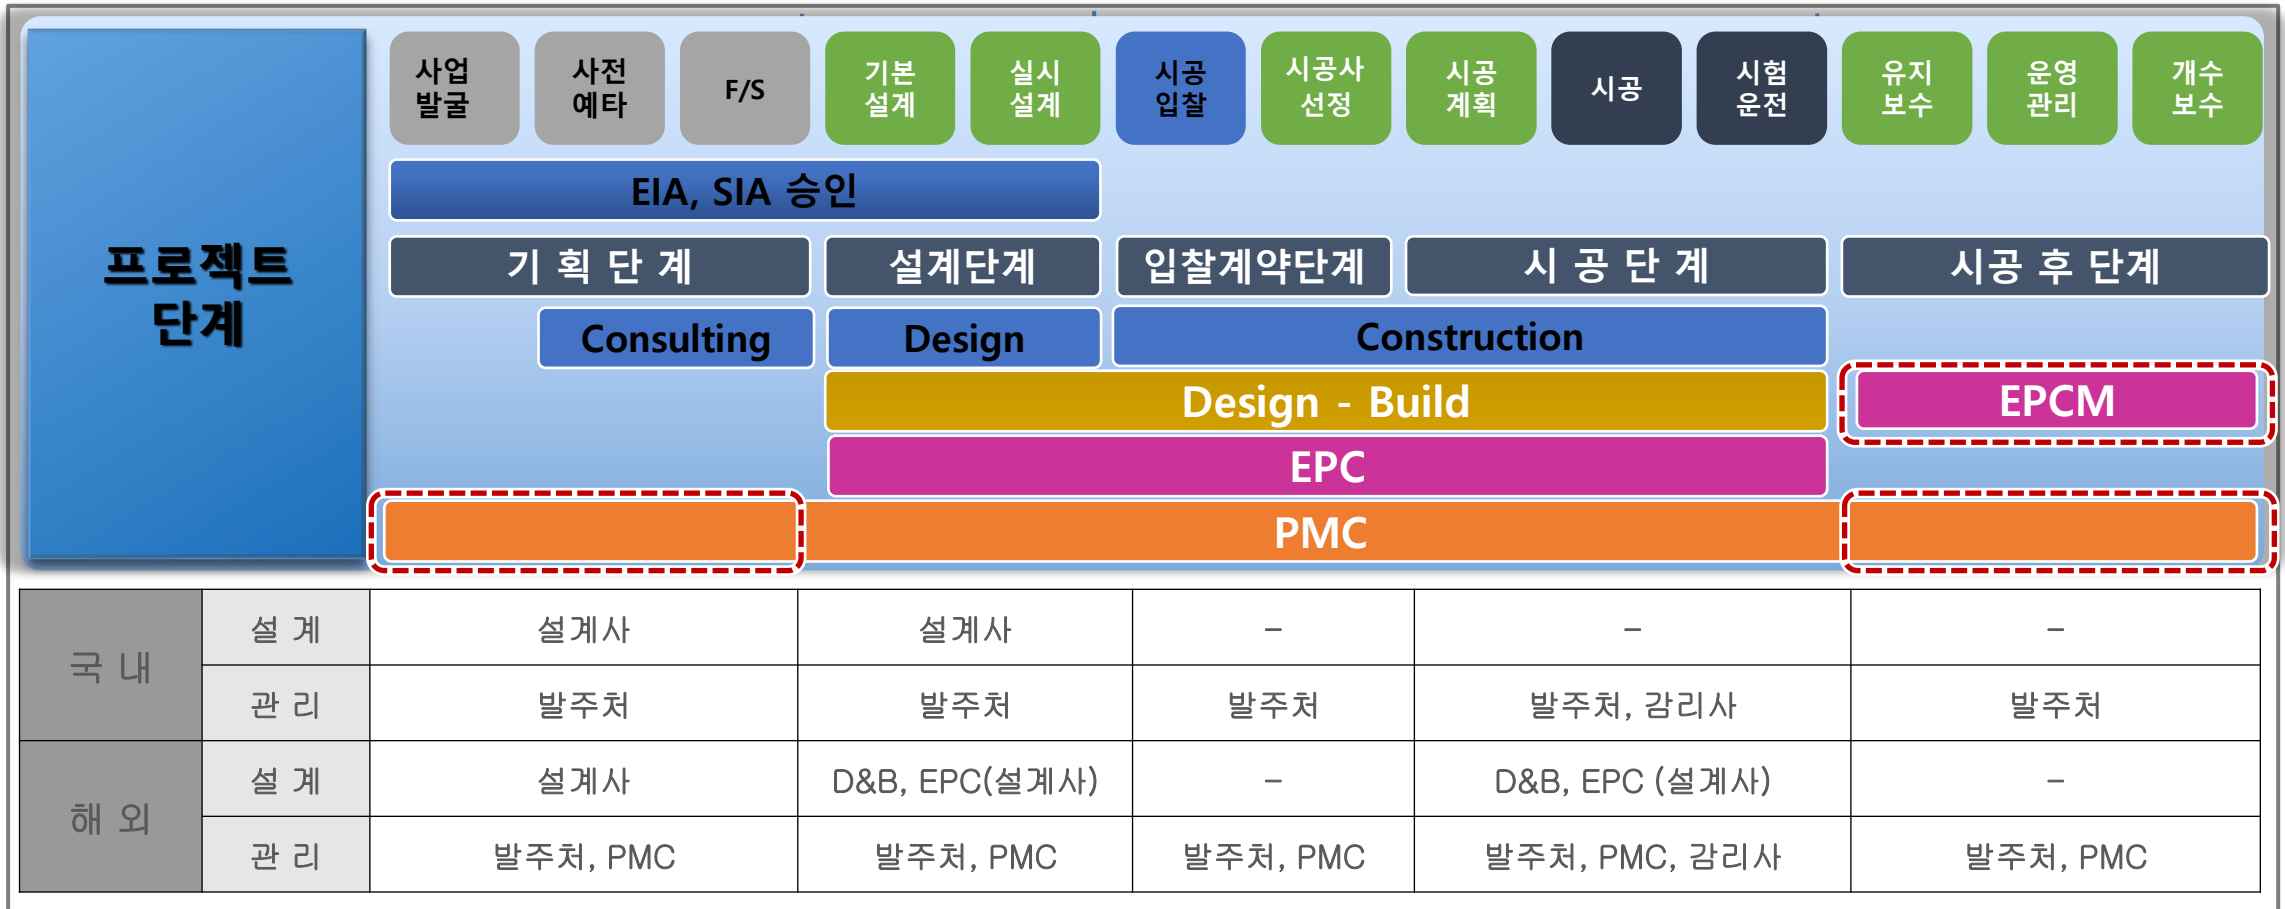 프로젝트
단계
사업
발굴
사전
예타
F/S
기본
설계
실시
설계
시공
입찰
시공사
선정
시공
계획
시공
시험
운전
유지
보수
운영
관리
개수
보수
EIA, SIA 승인
기 획 단 계
설계단계
입찰계약단계
시 공 단 계
시공 후 단계
Consulting
Design
Construction
Design - Build
EPCM
EPC
PMC
국 내
설 계
설계사
설계사
–
–
–
관 리
발주처
발주처
발주처
발주처, 감리사
발주처
해 외
설 계
설계사
D&B, EPC(설계사)
–
D&B, EPC (설계사)
–
관 리
발주처, PMC
발주처, PMC
발주처, PMC
발주처, PMC, 감리사
발주처, PMC